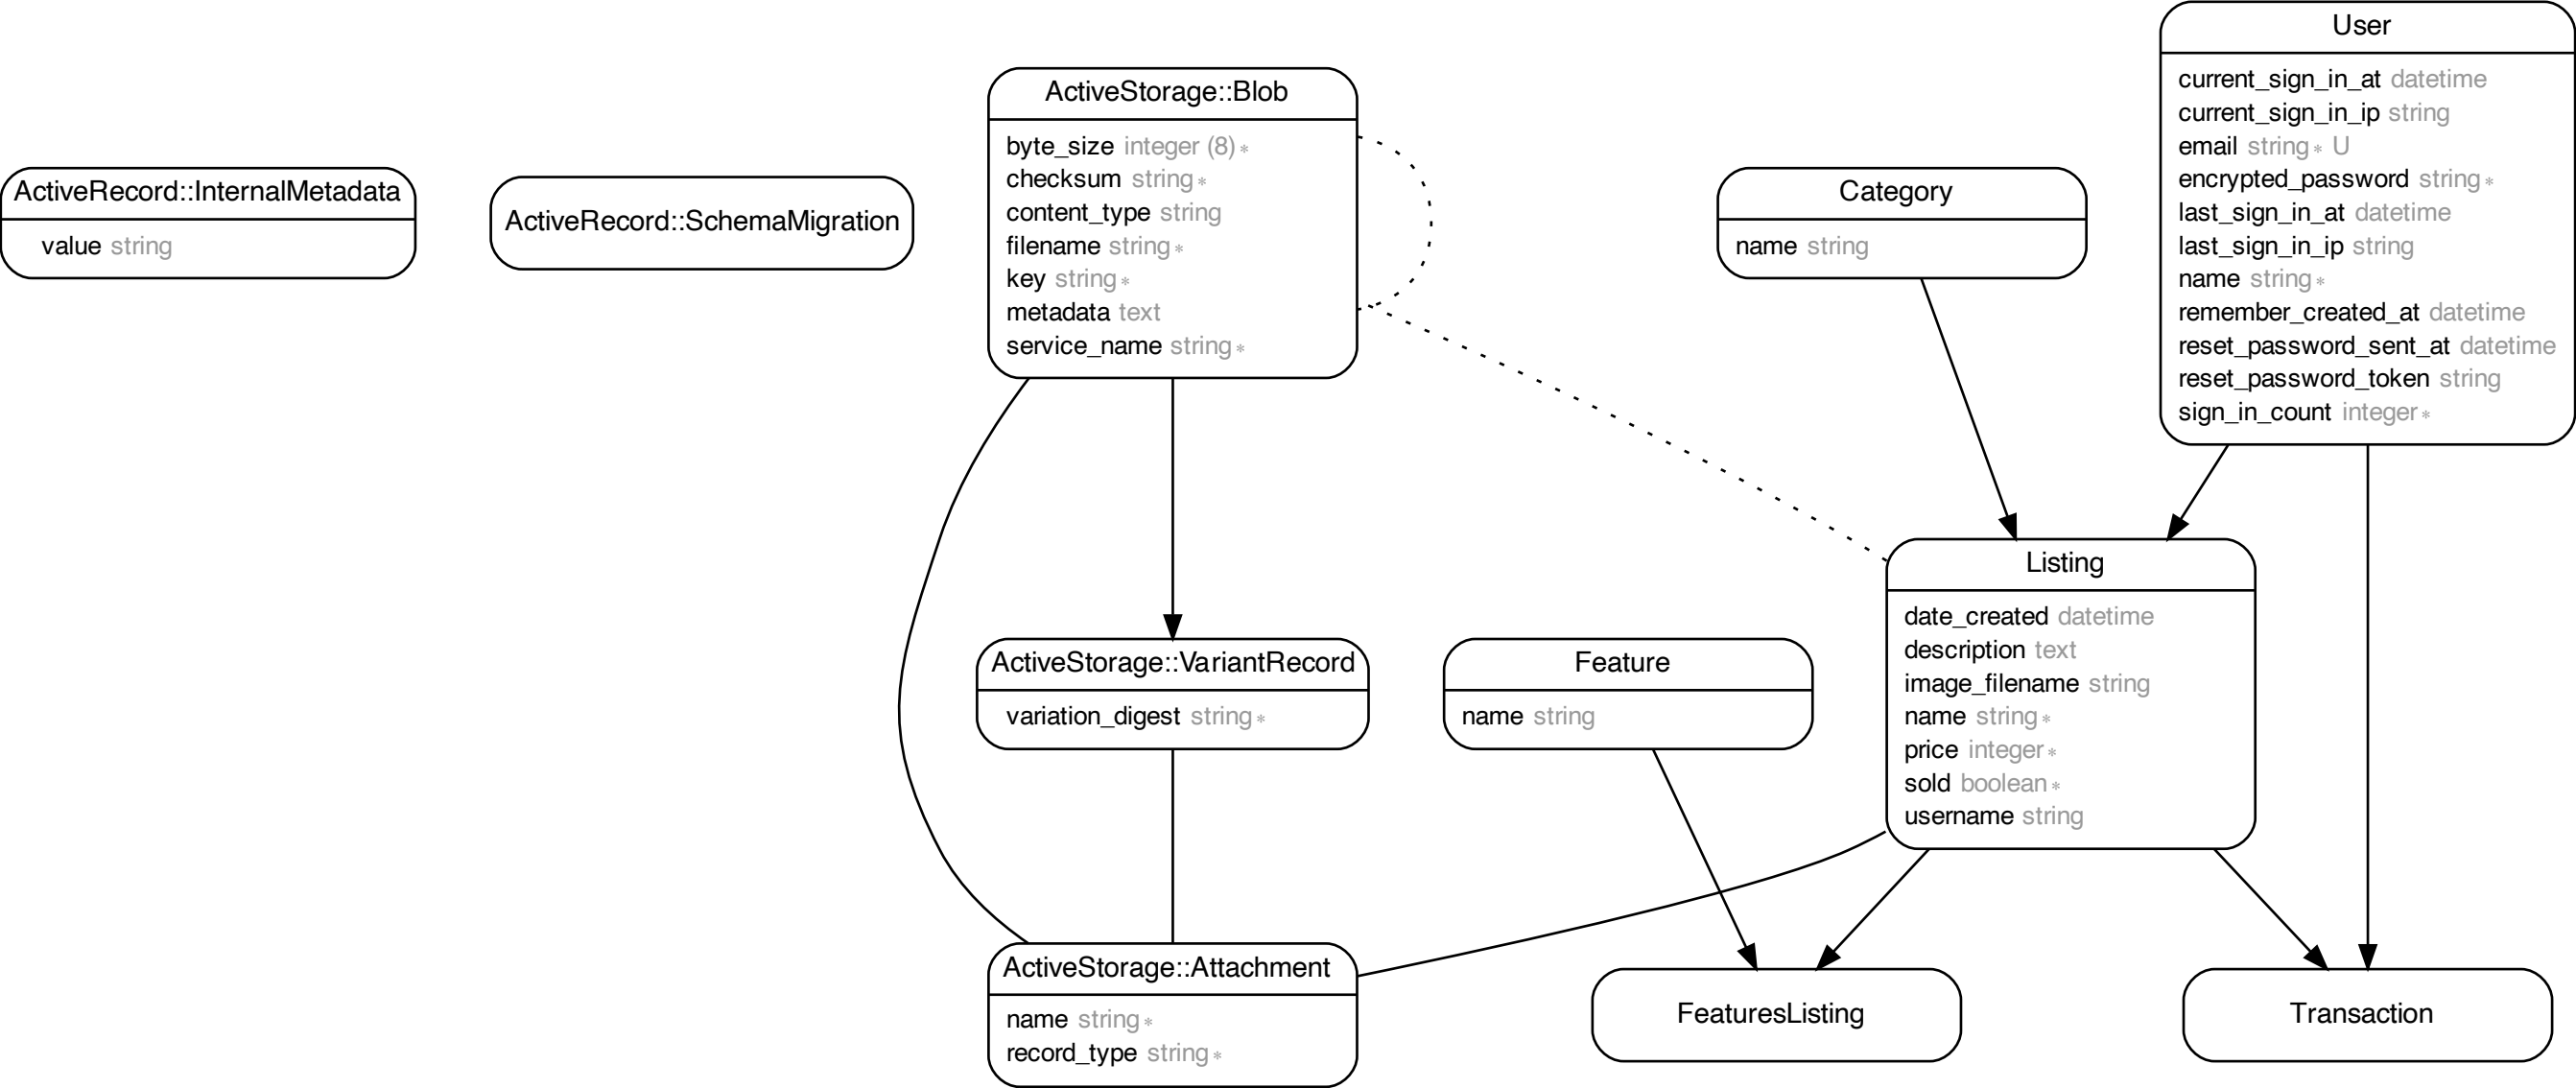 ActiveRecord::InternalMetadata
value string
ActiveRecord::SchemaMigration
ActiveStorage::Blob
byte_size integer (8) *
checksum string *
content_type string
filename string *
key string *
metadata text
service_name string *
Category
name string
User
current_sign_in_at datetime
current_sign_in_ip string
email string * U
encrypted_password string *
last_sign_in_at datetime
last_sign_in_ip string
name string *
remember_created_at datetime
reset_password_sent_at datetime
reset_password_token string
sign_in_count integer *
ActiveStorage::VariantRecord
variation_digest string *
Feature
name string
Listing
date_created datetime
description text
image_filename string
name string *
price integer *
sold boolean *
username string
ActiveStorage::Attachment
name string *
record_type string *
FeaturesListing
Transaction